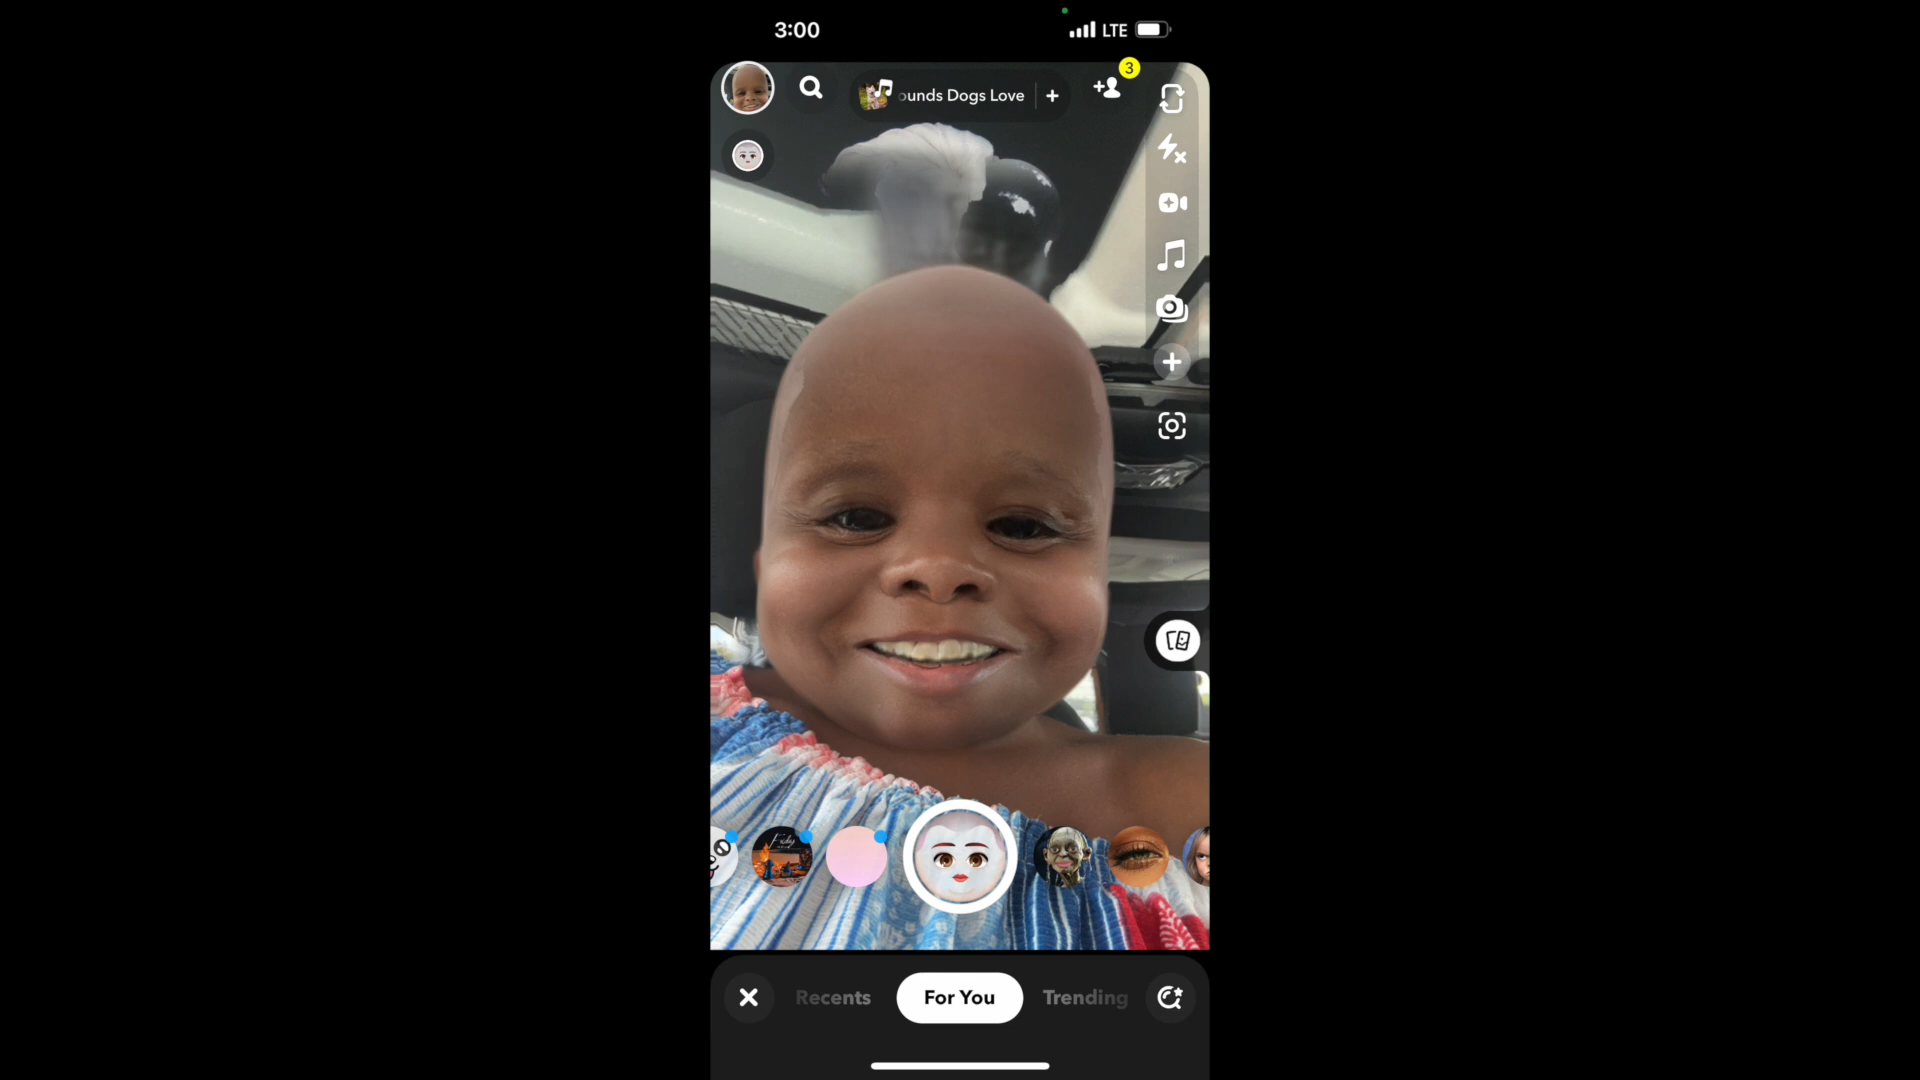 3:00
LTE
3
ounds Dogs Love
Recents
For You
Trending